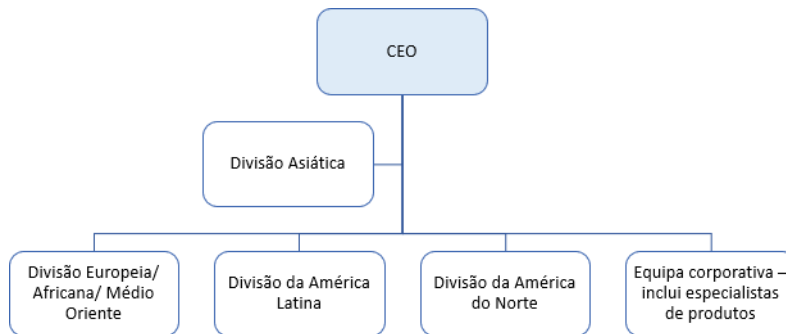 CEO
Divisão Asiática
Divisão Europeia/
Africana/ Médio
Oriente
Divisão da América
Latina
Divisão da América
do Norte
Equipa corporativa –
inclui especialistas
de produtos